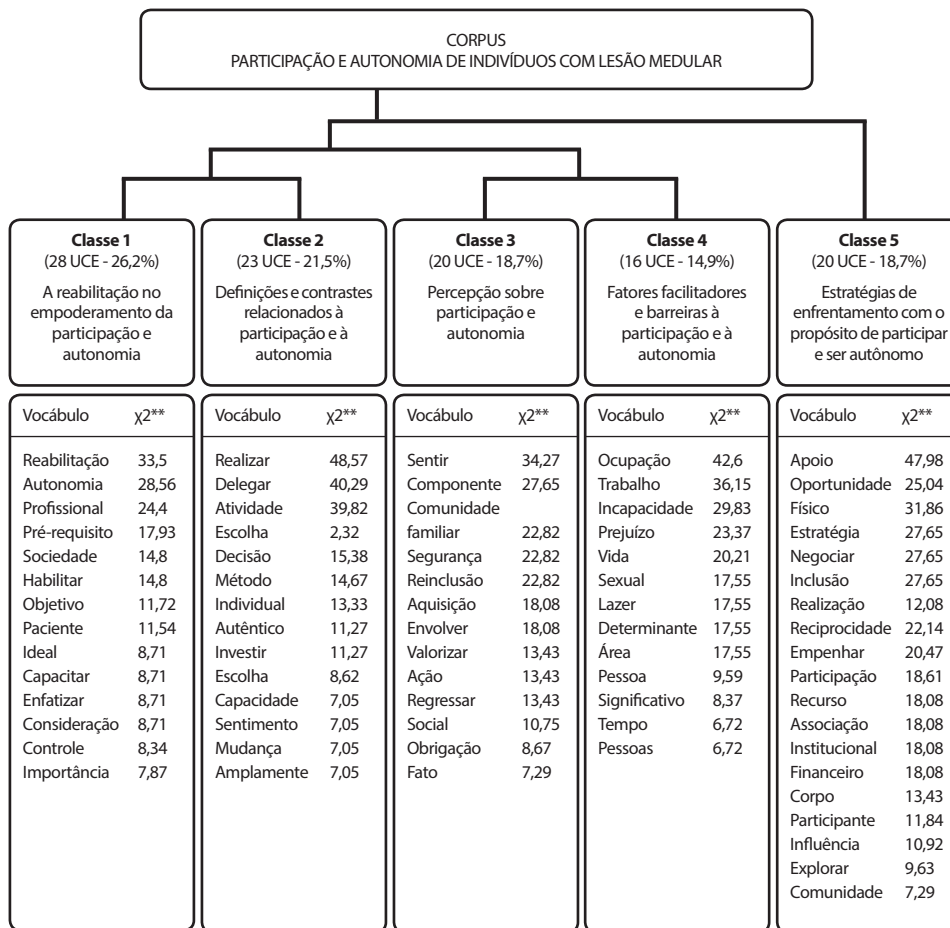 CORPUS
PARTICIPAÇÃO E AUTONOMIA DE INDIVÍDUOS COM LESÃO MEDULAR
Classe 1
(28 UCE - 26,2%)
A reabilitação no
empoderamento da
participação e
autonomia
Vocábulo χ2**
Reabilitação 33,5
Autonomia 28,56
Profissional 24,4
Pré-requisito 17,93
Sociedade 14,8
Habilitar 14,8
Objetivo 11,72
Paciente 11,54
Ideal 8,71
Capacitar 8,71
Enfatizar 8,71
Consideração 8,71
Controle 8,34
Importância 7,87
Classe 2
(23 UCE - 21,5%)
Definições e contrastes
relacionados à
participação e à
autonomia
Vocábulo χ2**
Realizar 48,57
Delegar 40,29
Atividade 39,82
Escolha 2,32
Decisão 15,38
Método 14,67
Individual 13,33
Autêntico 11,27
Investir 11,27
Escolha 8,62
Capacidade 7,05
Sentimento 7,05
Mudança 7,05
Amplamente 7,05
Classe 3
(20 UCE - 18,7%)
Percepção sobre
participação e
autonomia
Vocábulo χ2**
Sentir 34,27
Componente 27,65
Comunidade
familiar 22,82
Segurança 22,82
Reinclusão 22,82
Aquisição 18,08
Envolver 18,08
Valorizar 13,43
Ação 13,43
Regressar 13,43
Social 10,75
Obrigação 8,67
Fato 7,29
Classe 4
(16 UCE - 14,9%)
Fatores facilitadores
e barreiras à
participação e à
autonomia
Vocábulo χ2**
Ocupação 42,6
Trabalho 36,15
Incapacidade 29,83
Prejuízo 23,37
Vida 20,21
Sexual 17,55
Lazer 17,55
Determinante 17,55
Área 17,55
Pessoa 9,59
Significativo 8,37
Tempo 6,72
Pessoas 6,72
Classe 5
(20 UCE - 18,7%)
Estratégias de
enfrentamento com o
propósito de participar
e ser autônomo
Vocábulo χ2**
Apoio 47,98
Oportunidade 25,04
Físico 31,86
Estratégia 27,65
Negociar 27,65
Inclusão 27,65
Realização 12,08
Reciprocidade 22,14
Empenhar 20,47
Participação 18,61
Recurso 18,08
Associação 18,08
Institucional 18,08
Financeiro 18,08
Corpo 13,43
Participante 11,84
Influência 10,92
Explorar 9,63
Comunidade 7,29